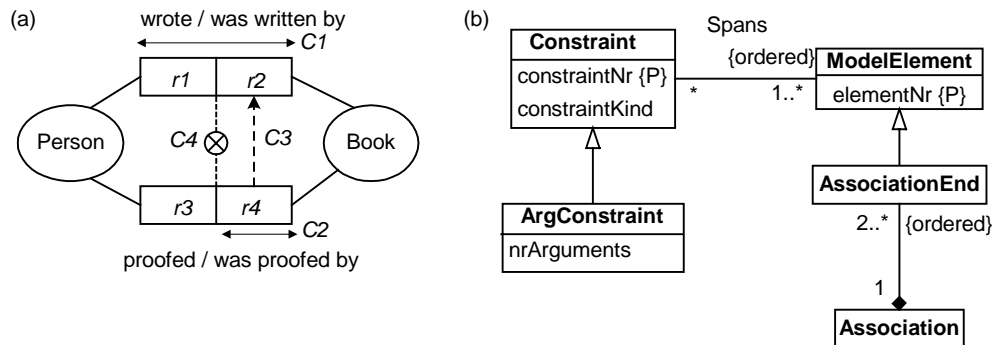 (a)
wrote / was written by
C1
r1
r2
Person
C4
C3
Book
r3
r4
C2
proofed / was proofed by
(b)
Constraint
constraintNr {P}
constraintKind
Spans
{ordered}
*
1..*
ModelElement
elementNr {P}
ArgConstraint
nrArguments
AssociationEnd
2..*
{ordered}
1
Association